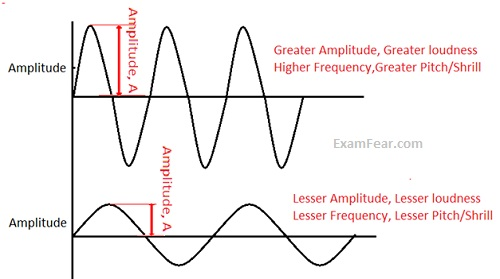 Amplitude, A
Amplitude
Greater Amplitude, Greater loudness
Higher Frequency,Greater Pitch/Shrill
ExamFear.com
Amplitude, A
Amplitude
Lesser Amplitude, Lesser loudness
Lesser Frequency, Lesser Pitch/Shrill